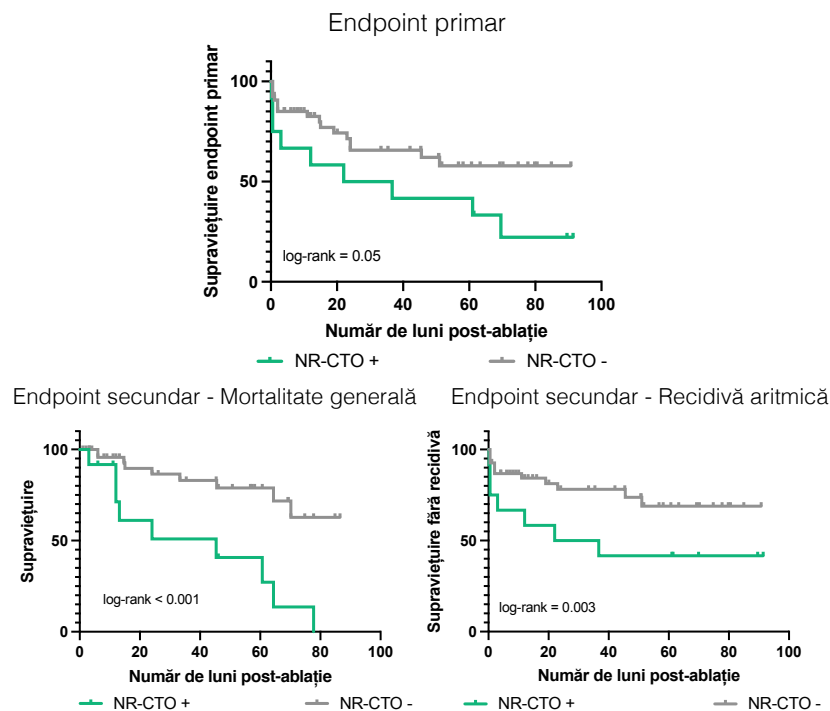 Endpoint primar
Supraviețuire endpoint primar
100
50
0
log-rank = 0.05
0 20 40 60 80 100
Număr de luni post-ablație
NR-CTO + NR-CTO -
Endpoint secundar - Mortalitate generală
Supraviețuire
100
50
0
log-rank < 0.001
0 20 40 60 80 100
Număr de luni post-ablație
NR-CTO + NR-CTO -
Endpoint secundar - Recidivă aritmică
Supraviețuire fără recidivă
100
50
0
log-rank = 0.003
0 20 40 60 80 100
Număr de luni post-ablație
NR-CTO + NR-CTO -